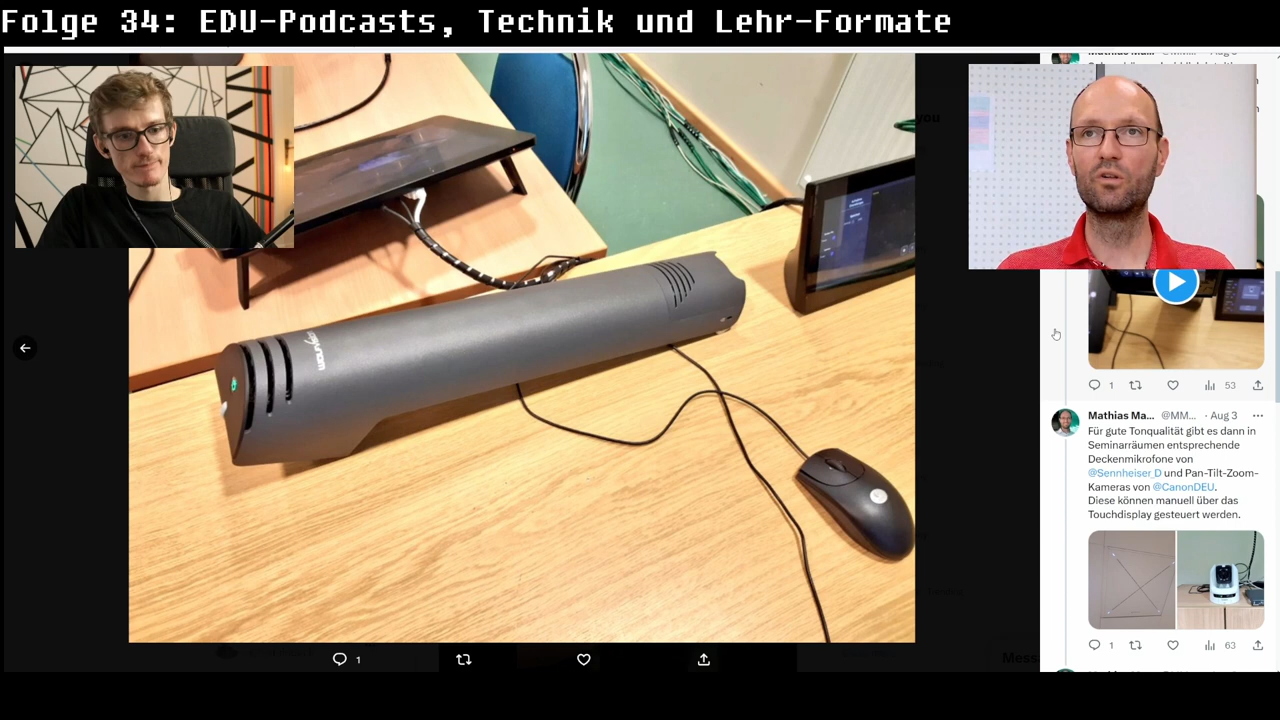 Folge 34: EDU-Podcasts, Technik und Lehr-Formate
you
53
Mathias Ma... @MM... · Aug 3
Für gute Tonqualität gibt es dann in
Seminarräumen entsprechende
Deckenmikrofone von
@Sennheiser_D und Pan-Tilt-Zoom-
Kameras von @CanonDEU.
Diese können manuell über das
Touchdisplay gesteuert werden.
1
63
1
1
Mess